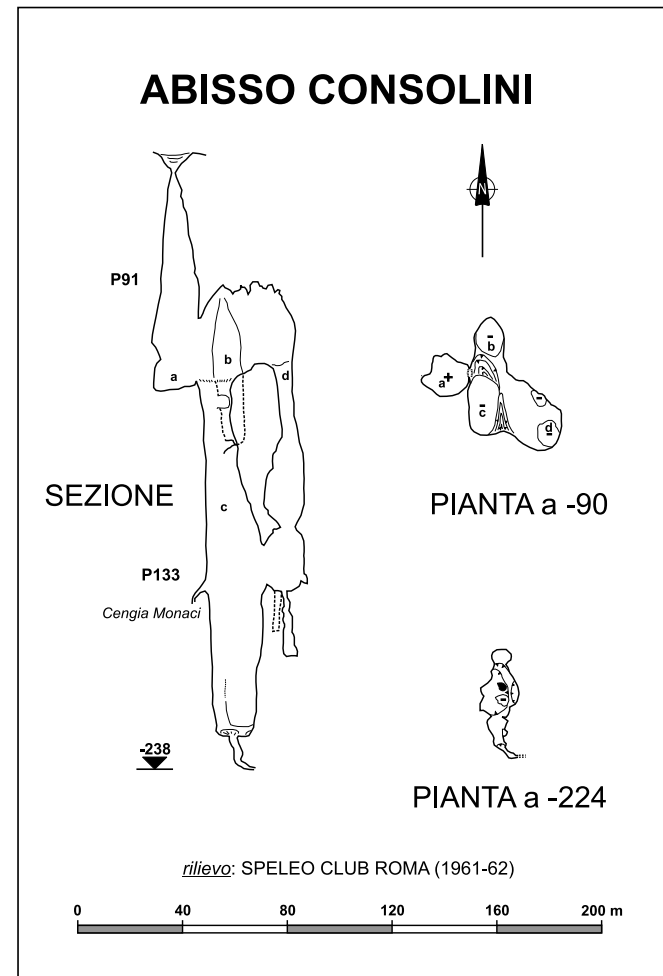 ABISSO CONSOLINI
N
P91
a
b
d
c
SEZIONE
P133
Cengia Monaci
-238
b
a +
c
d
PIANTA a -90
PIANTA a -224
rilievo: SPELEO CLUB ROMA (1961-62)
0 40 80 120 160 200 m